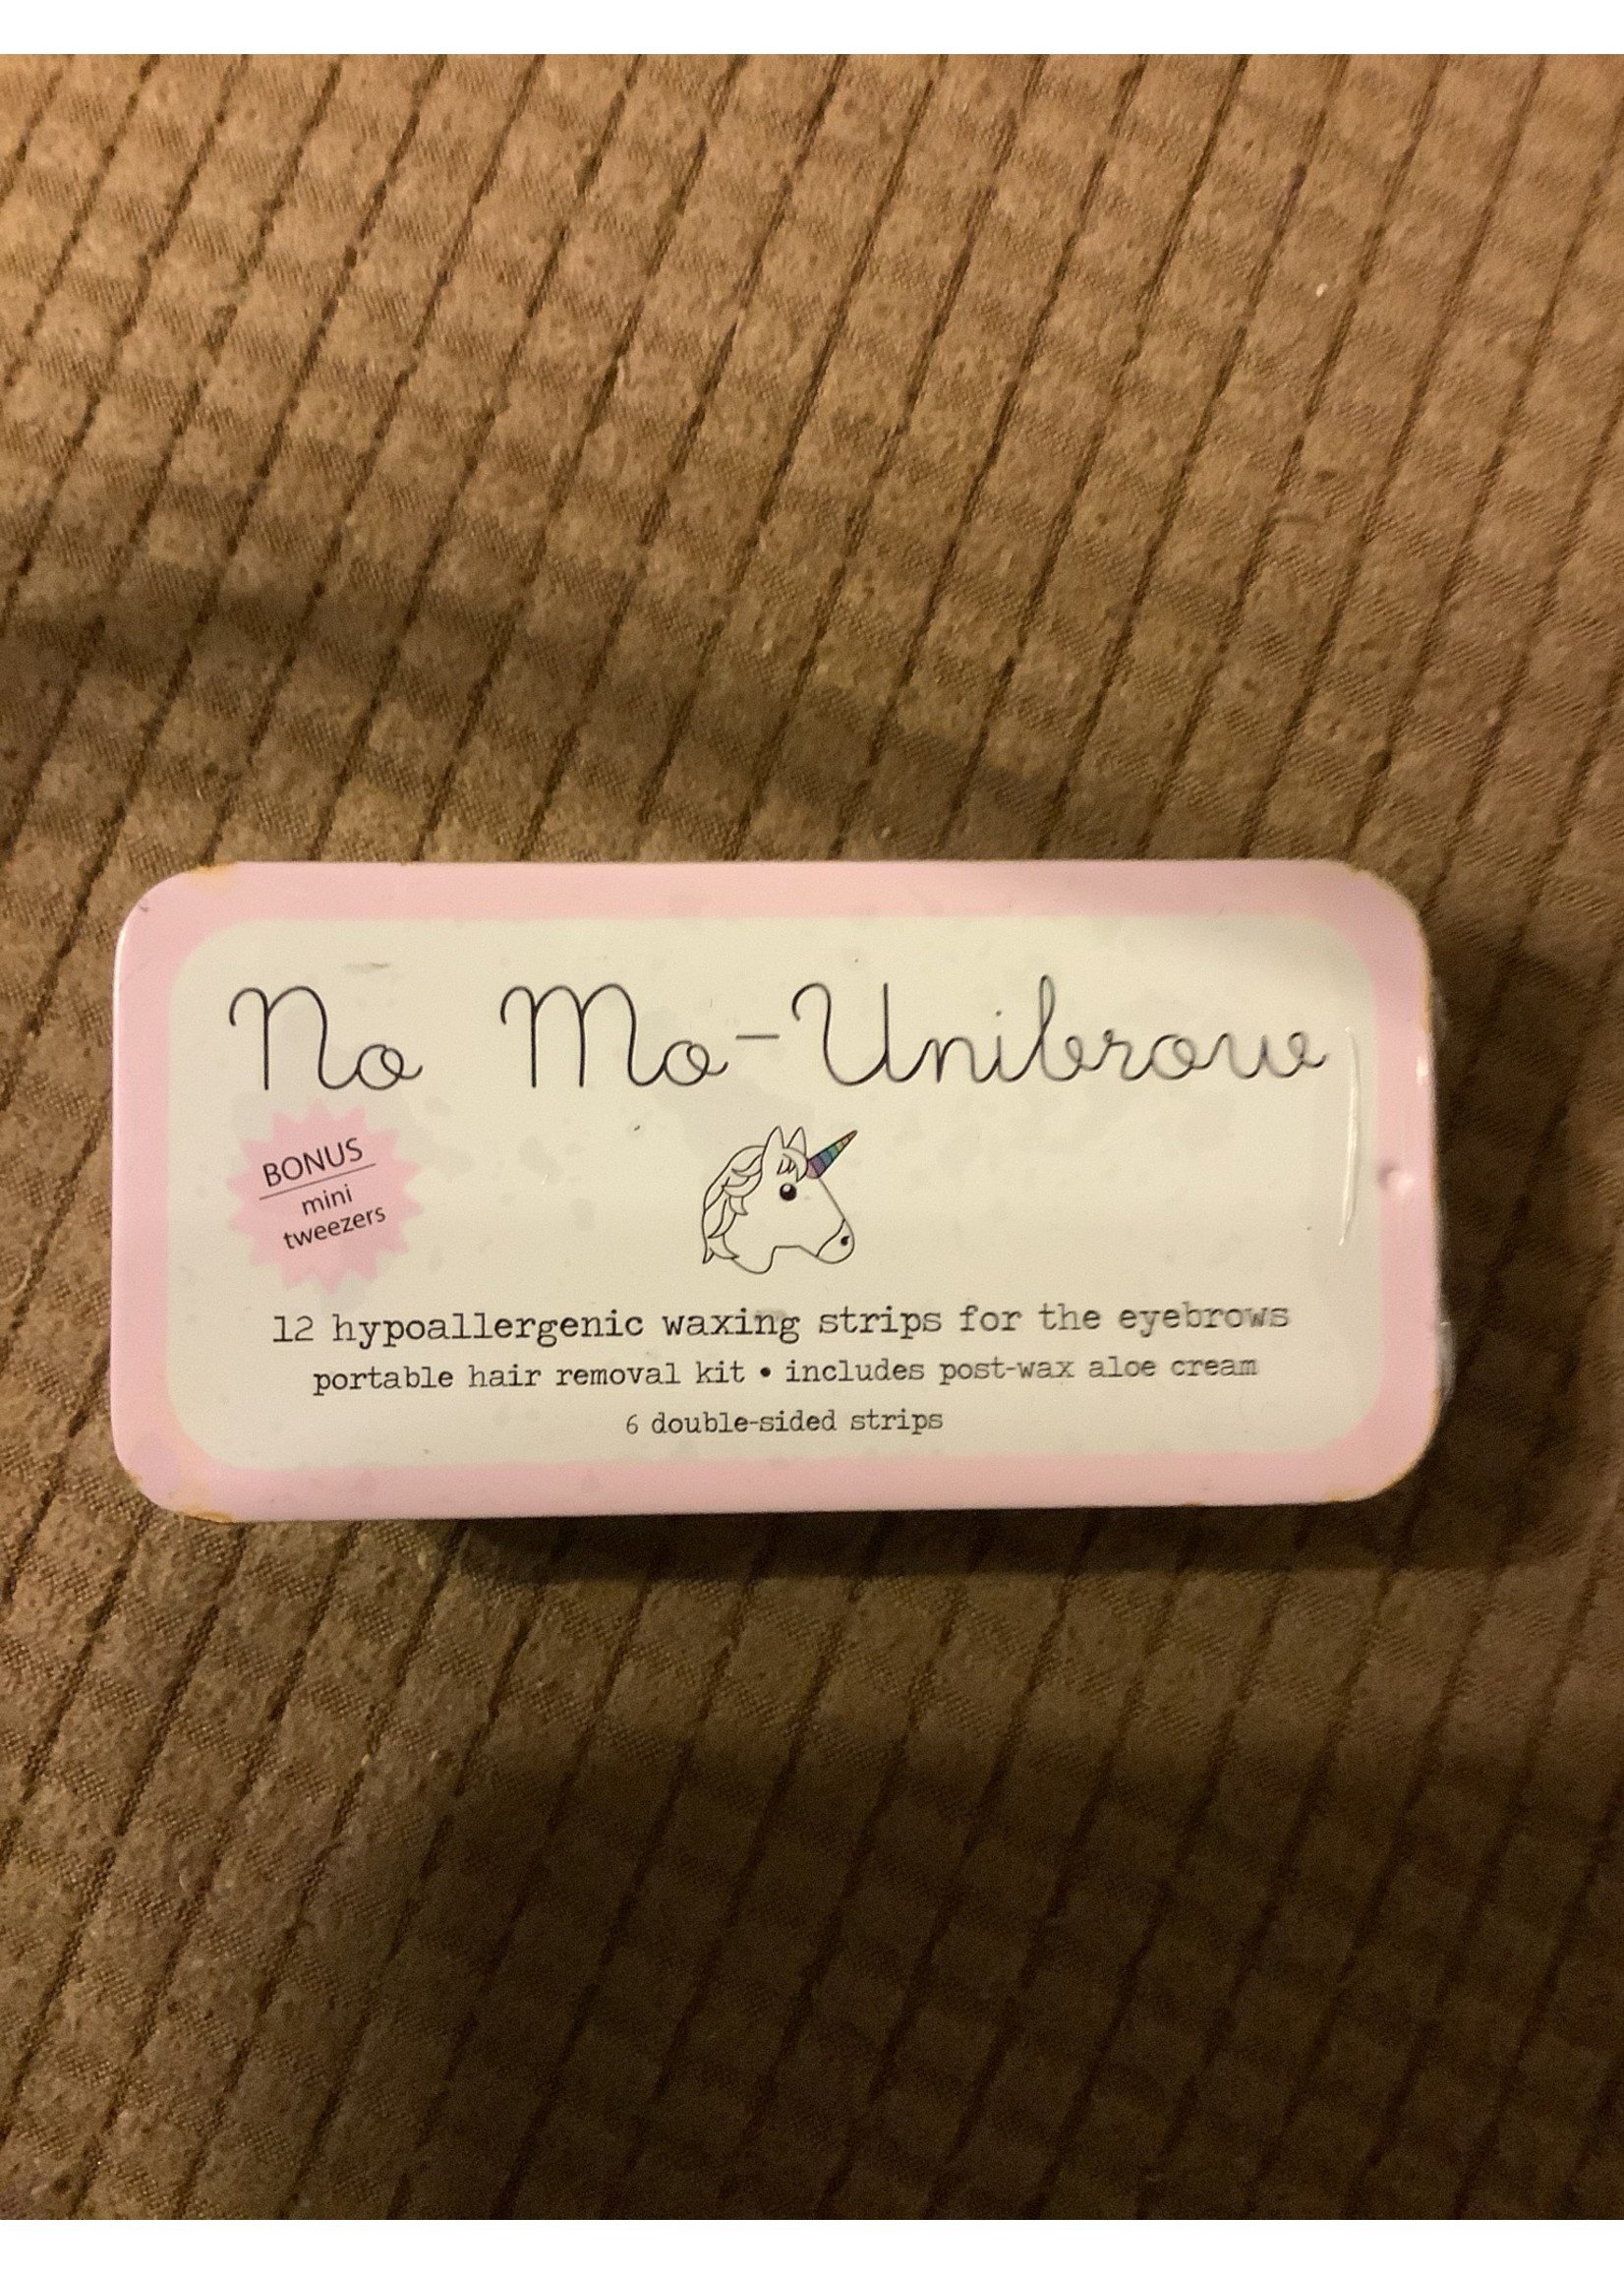 No Mo-Unibrow
BONUS
mini
tweezers
12 hypoallergenic waxing strips for the eyebrows
portable hair removal kit • includes post-wax aloe cream
6 double-sided strips